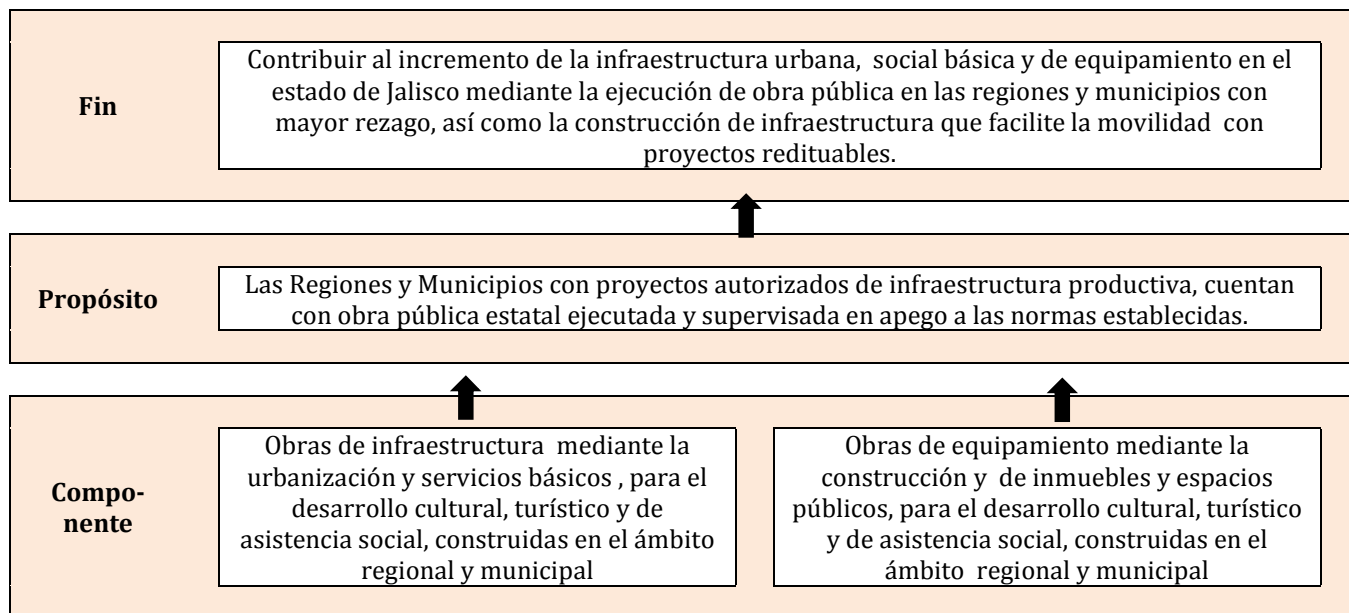 Fin
Contribuir al incremento de la infraestructura urbana, social básica y de equipamiento en el
estado de Jalisco mediante la ejecución de obra pública en las regiones y municipios con
mayor rezago, así como la construcción de infraestructura que facilite la movilidad con
proyectos redituables.
Propósito
Las Regiones y Municipios con proyectos autorizados de infraestructura productiva, cuentan
con obra pública estatal ejecutada y supervisada en apego a las normas establecidas.
Compo-
nente
Obras de infraestructura mediante la
urbanización y servicios básicos , para el
desarrollo cultural, turístico y de
asistencia social, construidas en el ámbito
regional y municipal
Obras de equipamiento mediante la
construcción y de inmuebles y espacios
públicos, para el desarrollo cultural, turístico
y de asistencia social, construidas en el
ámbito regional y municipal